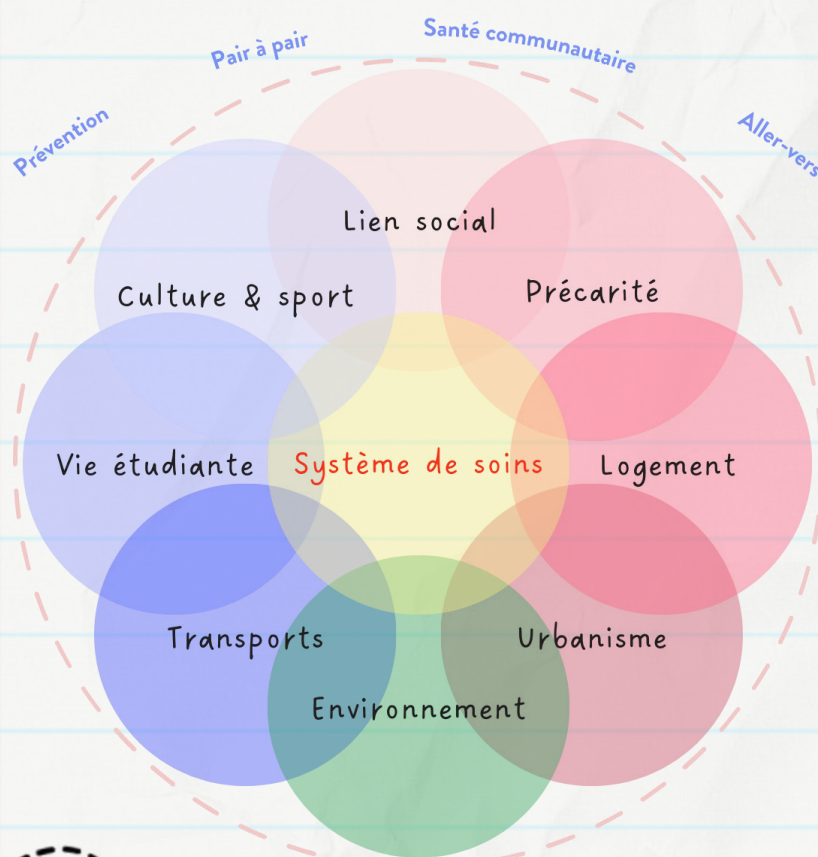 Pair à pair
Santé communautaire
Prévention
Aller-vers
Lien social
Culture & sport
Précarité
Vie étudiante
Système de soins
Logement
Transports
Urbanisme
Environnement